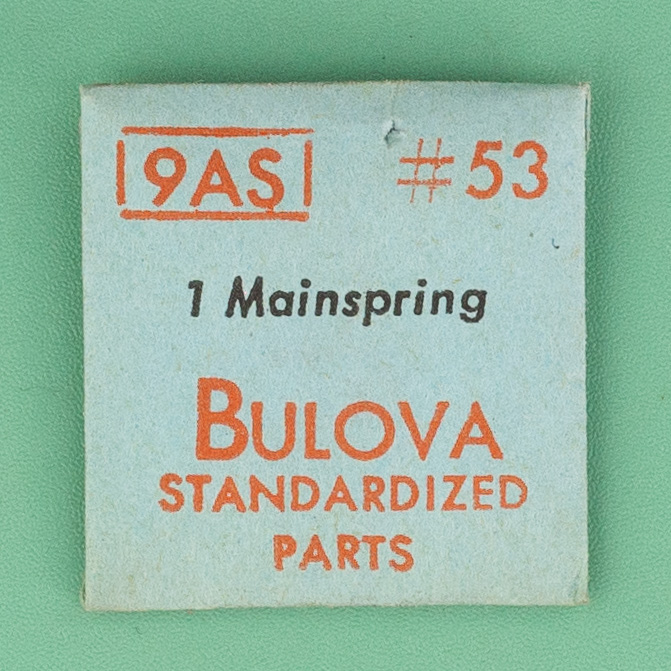 9AS #53
1 Mainspring
BULOVA
STANDARDIZED
PARTS